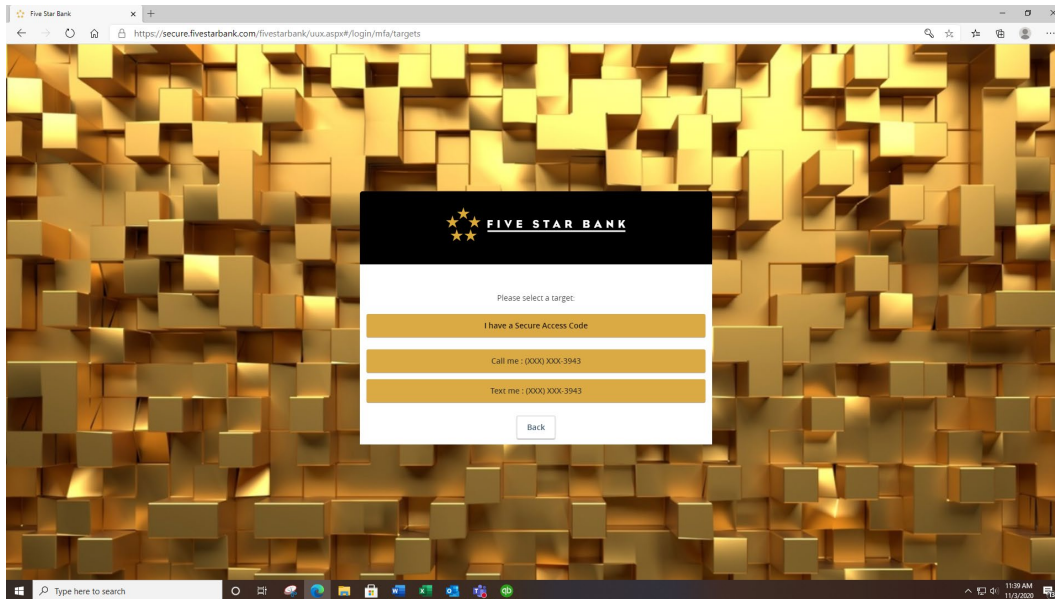 Five Star Bank
https://secure.fivestarbank.com/fivestarbank/uux.aspx#/login/mfa/targets
FIVE STAR BANK
Please select a target:
I have a Secure Access Code
Call me : (XXX) XXX-3943
Text me : (XXX) XXX-3943
Back
Type here to search
11:39 AM
11/3/2020